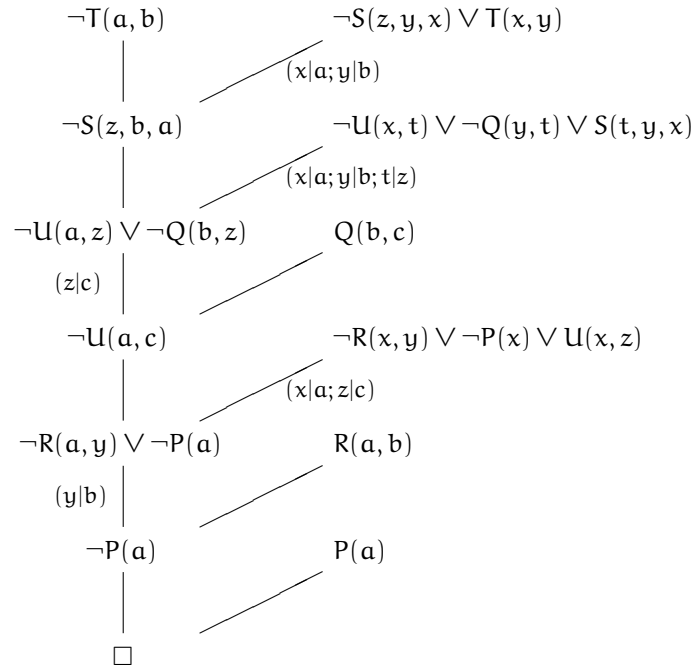 ¬T(a, b) ¬S(z, y, x) ∨ T(x, y)
(x|a; y|b)
¬S(z, b, a) ¬U(x, t) ∨ ¬Q(y, t) ∨ S(t, y, x)
(x|a; y|b; t|z)
¬U(a, z) ∨ ¬Q(b, z) Q(b, c)
(z|c)
¬U(a, c) ¬R(x, y) ∨ ¬P(x) ∨ U(x, z)
(x|a; z|c)
¬R(a, y) ∨ ¬P(a) R(a, b)
(y|b)
¬P(a) P(a)
□